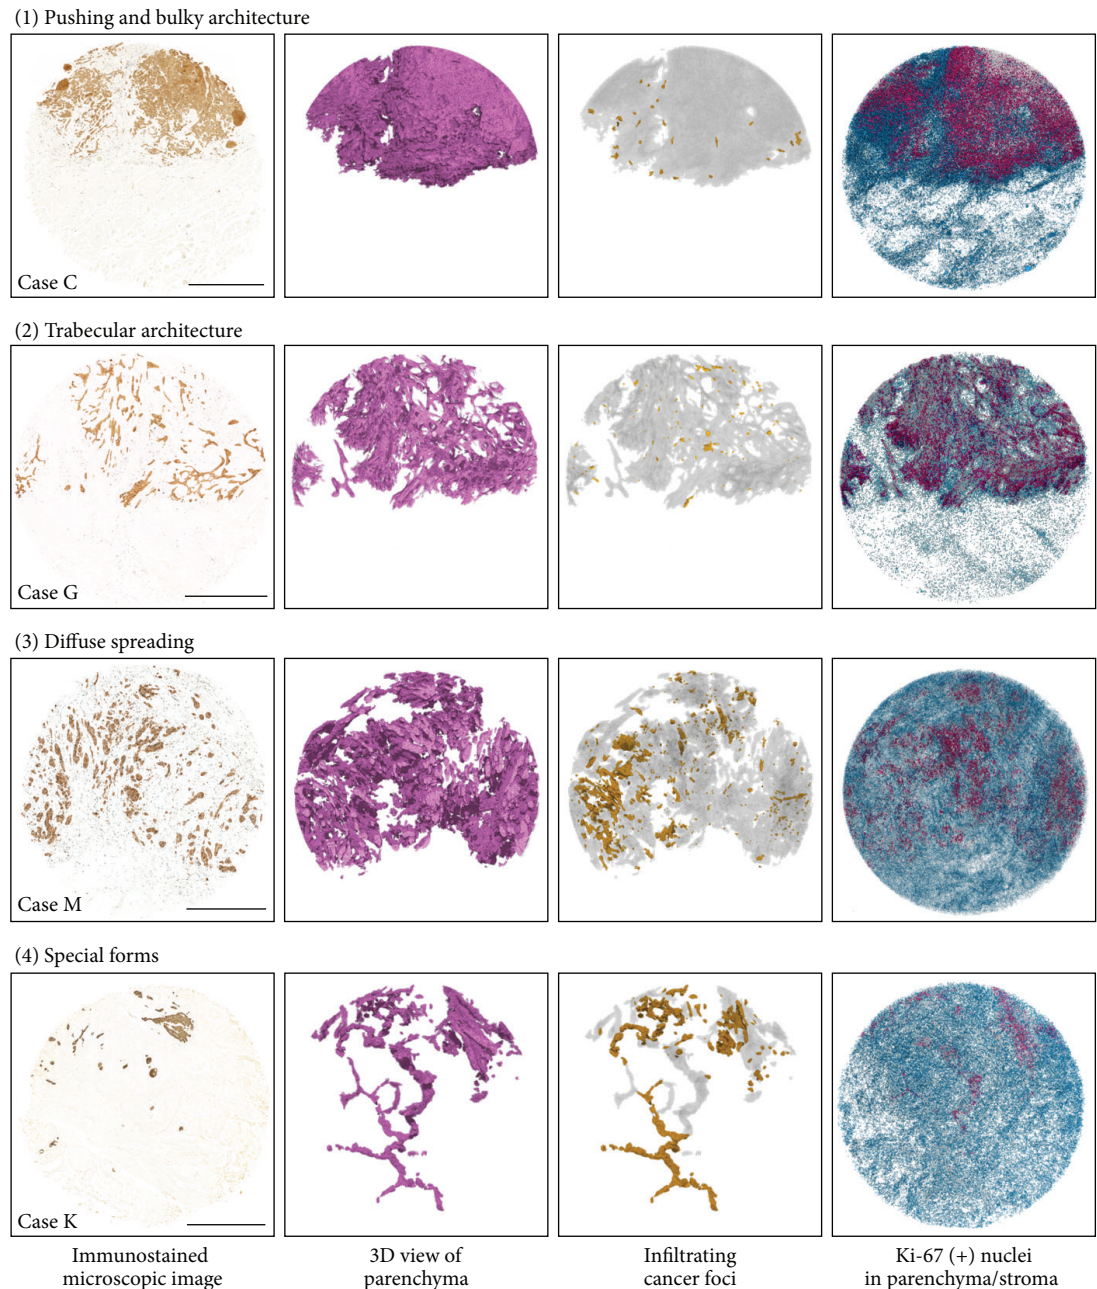 (1) Pushing and bulky architecture
Case C
(2) Trabecular architecture
Case G
(3) Diffuse spreading
Case M
(4) Special forms
Case K
Immunostained
microscopic image
3D view of
parenchyma
Infiltrating
cancer foci
Ki-67 (+) nuclei
in parenchyma/stroma